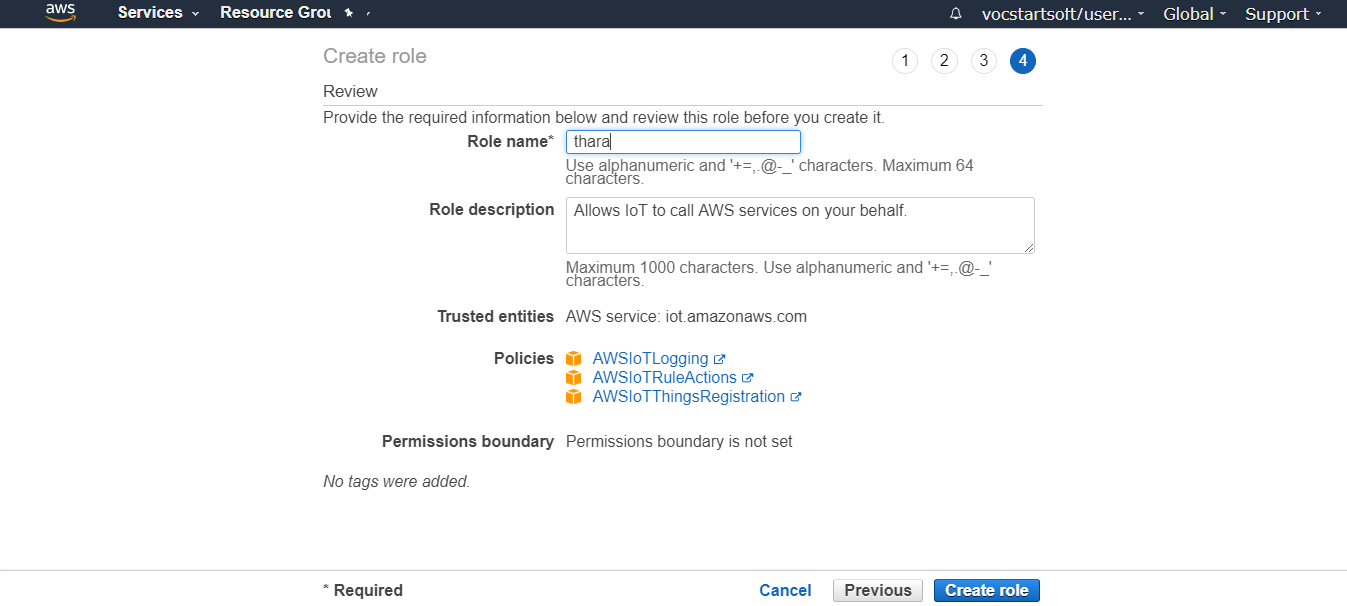 aws Services Resource Grou vocstartsoft/user... Global Support
Create role 1 2 3 4
Review
Provide the required information below and review this role before you create it.
Role name* thara
Use alphanumeric and '+=,.@-_' characters. Maximum 64
characters.
Role description Allows IoT to call AWS services on your behalf.
Maximum 1000 characters. Use alphanumeric and '+=,.@-_'
characters.
Trusted entities AWS service: iot.amazonaws.com
Policies AWSIoTLogging
AWSIoTRuleActions
AWSIoTThingsRegistration
Permissions boundary Permissions boundary is not set
No tags were added.
* Required Cancel Previous Create role